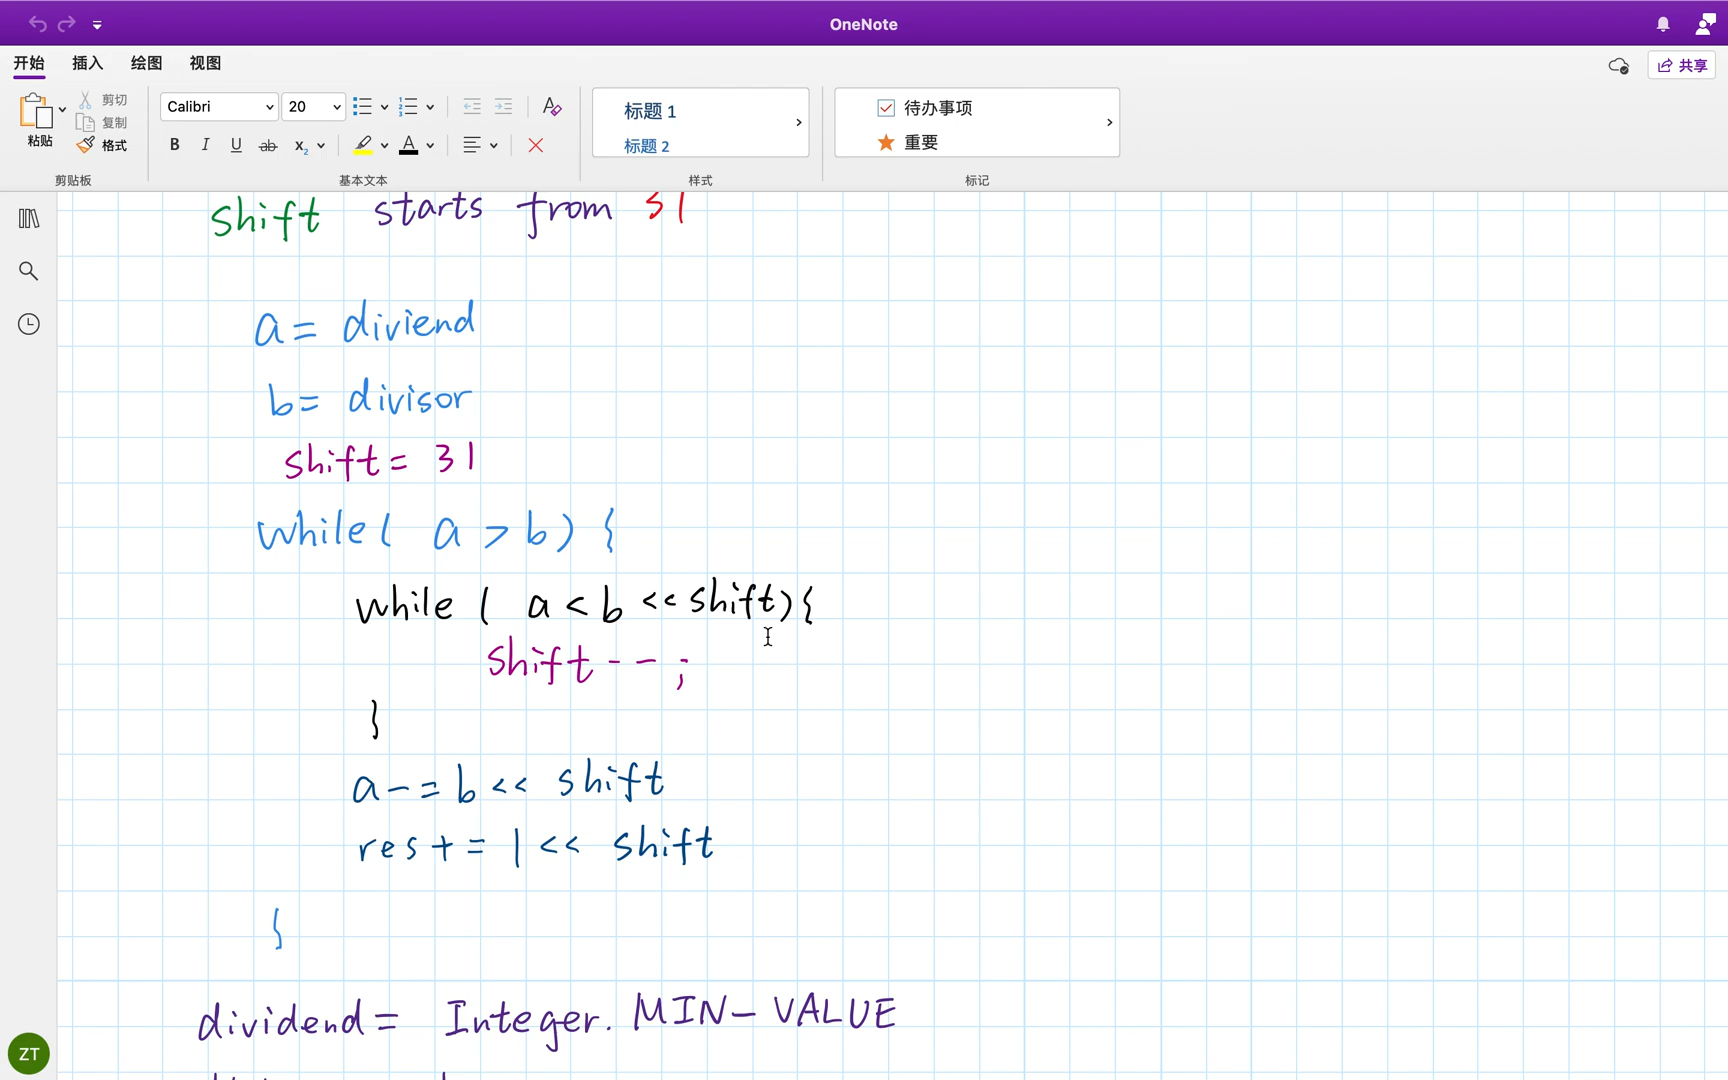 OneNote
开始 插入 绘图 视图
共享
粘贴
剪切
复制
格式
Calibri 20
B I U ab x₂ A
标题 1
标题 2
待办事项
重要
剪贴板 基本文本 样式 标记
shift starts from 31
a = diviend
b = divisor
shift = 31
while( a > b) {
while ( a < b << shift){
shift -- ;
}
a -= b << shift
res += 1 << shift
}
dividend = Integer. MIN_VALUE
ZT